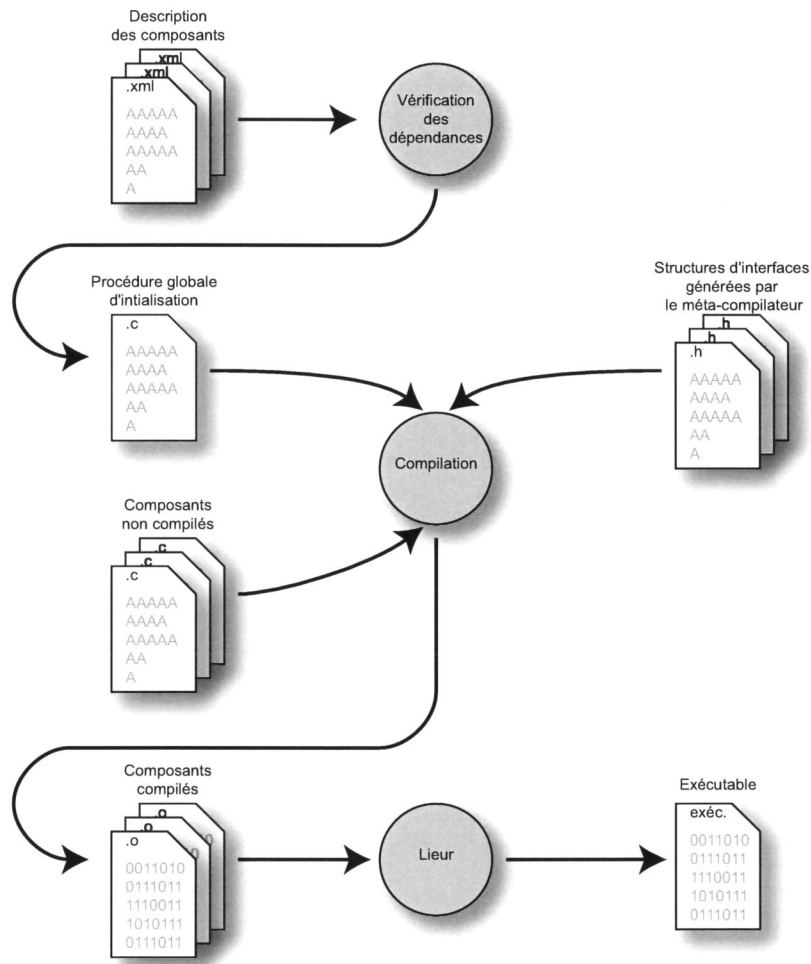 Description
des composants
.xml
.xml
.xml
AAAAA
AAAA
AAAAA
AA
A
Vérification
des
dépendances
Procédure globale
d'intialisation
.c
AAAAA
AAAA
AAAAA
AA
A
Structures d'interfaces
générées par
le méta-compilateur
.h
.h
.h
AAAAA
AAAA
AAAAA
AA
A
Compilation
Composants
non compilés
.c
.c
.c
AAAAA
AAAA
AAAAA
AA
A
Composants
compilés
.o
.o
.o
0011010
0111011
1110011
1010111
0111011
Lieur
Exécutable
exéc.
0011010
0111011
1110011
1010111
0111011